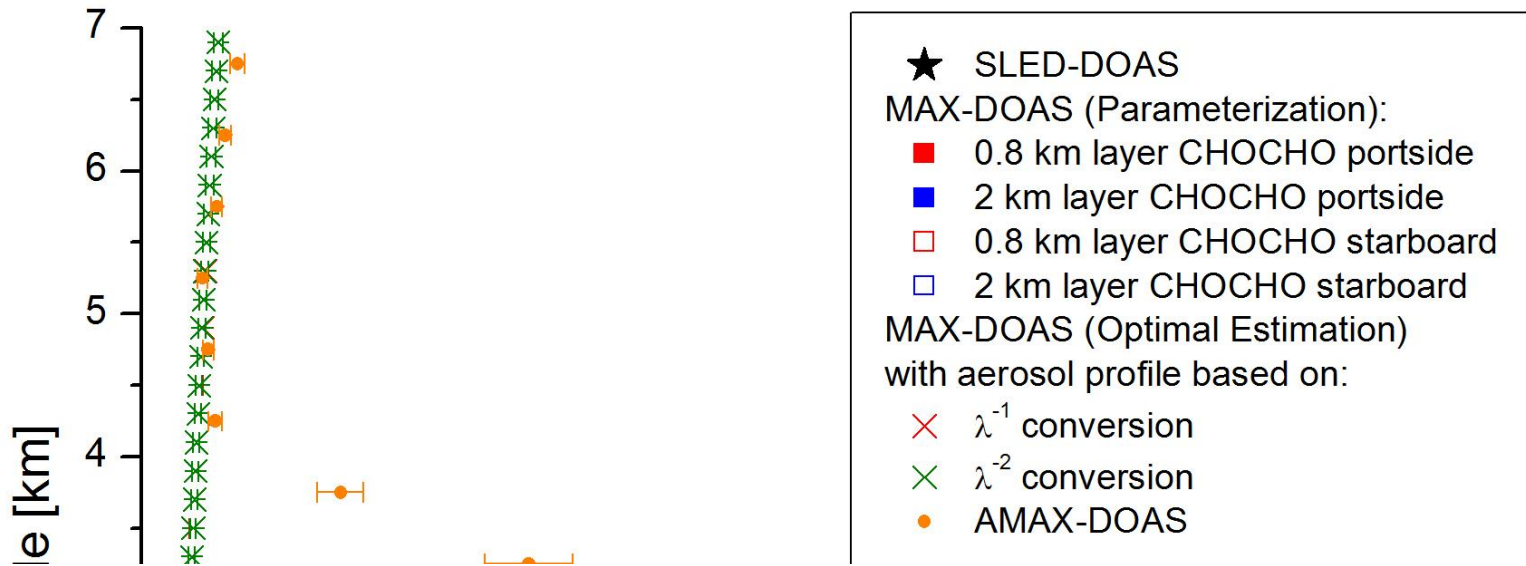 7
6
5
4
de [km]
SLED-DOAS
MAX-DOAS (Parameterization):
0.8 km layer CHOCHO portside
2 km layer CHOCHO portside
0.8 km layer CHOCHO starboard
2 km layer CHOCHO starboard
MAX-DOAS (Optimal Estimation)
with aerosol profile based on:
λ⁻¹ conversion
λ⁻² conversion
AMAX-DOAS